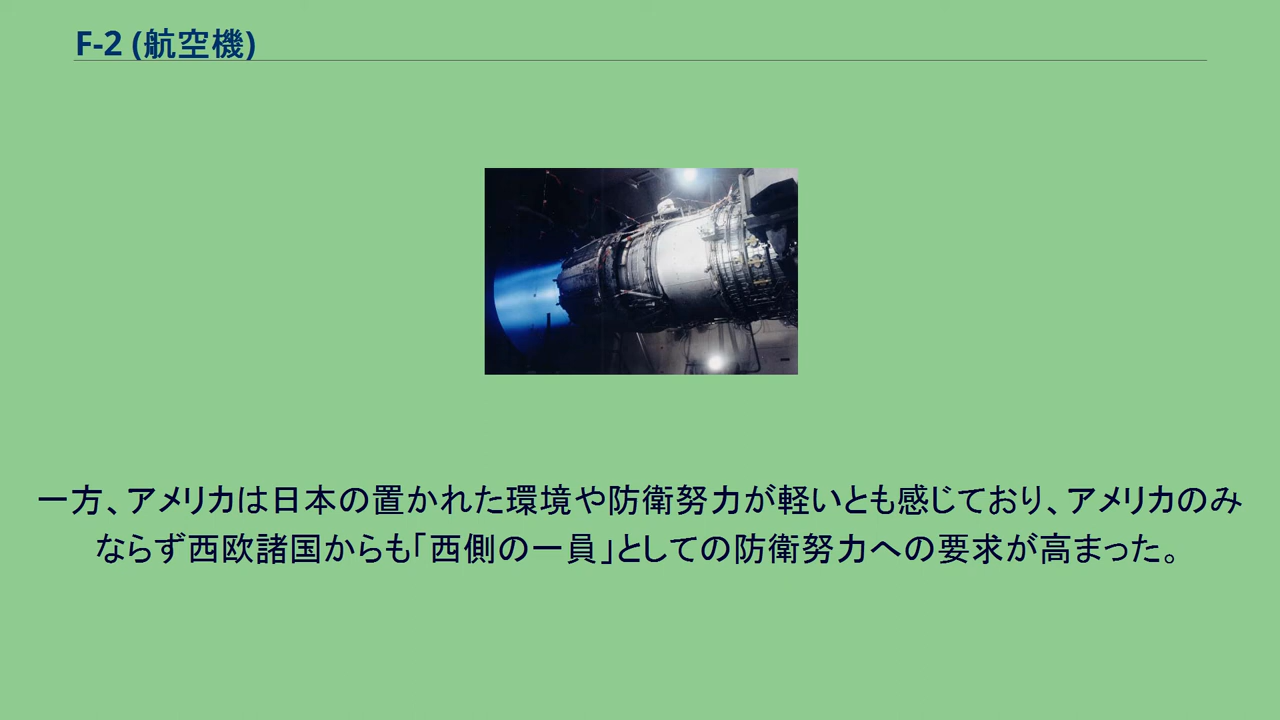 F-2 (航空機)
一方、アメリカは日本の置かれた環境や防衛努力が軽いとも感じており、アメリカのみ
ならず西欧諸国からも「西側の一員」としての防衛努力への要求が高まった。